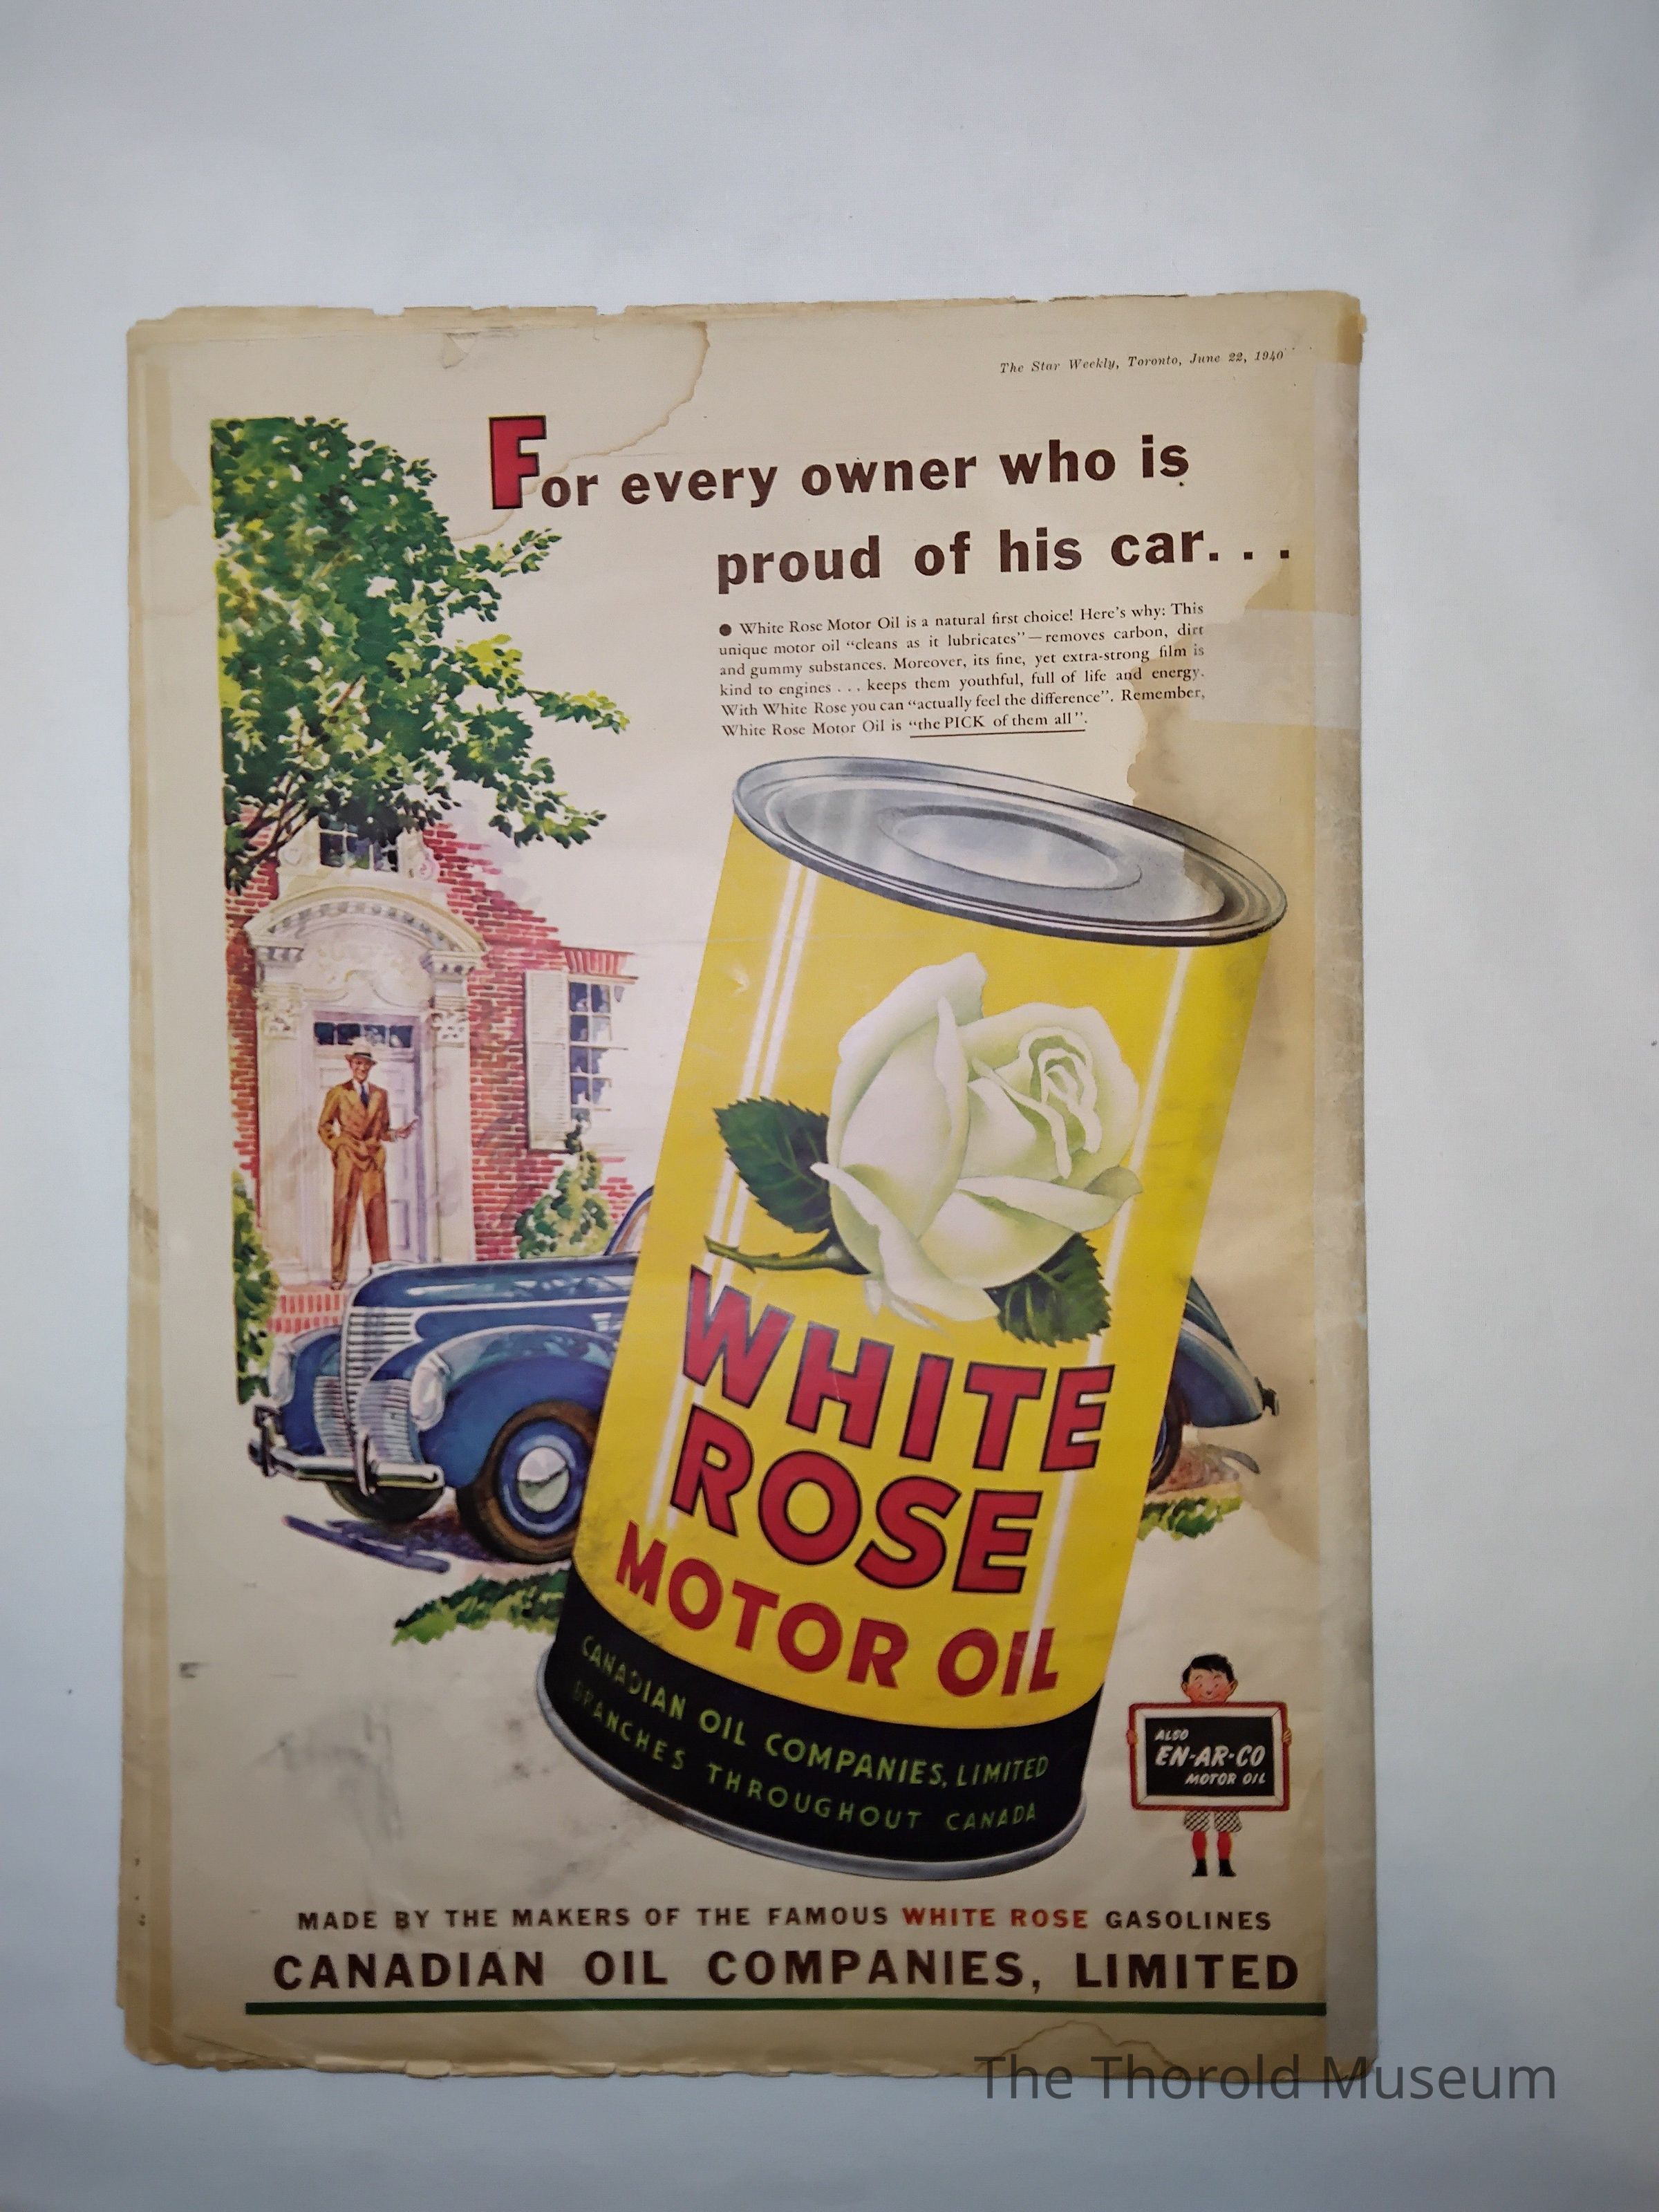 The Star Weekly, Toronto, June 22, 1940
For every owner who is
proud of his car. . .
● White Rose Motor Oil is a natural first choice! Here's why: This
unique motor oil "cleans as it lubricates"—removes carbon, dirt
and gummy substances. Moreover, its fine, yet extra-strong film is
kind to engines . . . keeps them youthful, full of life and energy.
With White Rose you can "actually feel the difference". Remember,
White Rose Motor Oil is "the PICK of them all".
WHITE
ROSE
MOTOR OIL
CANADIAN OIL COMPANIES, LIMITED
BRANCHES THROUGHOUT CANADA
ALSO
EN-AR-CO
MOTOR OIL
MADE BY THE MAKERS OF THE FAMOUS WHITE ROSE GASOLINES
CANADIAN OIL COMPANIES, LIMITED
The Thorold Museum